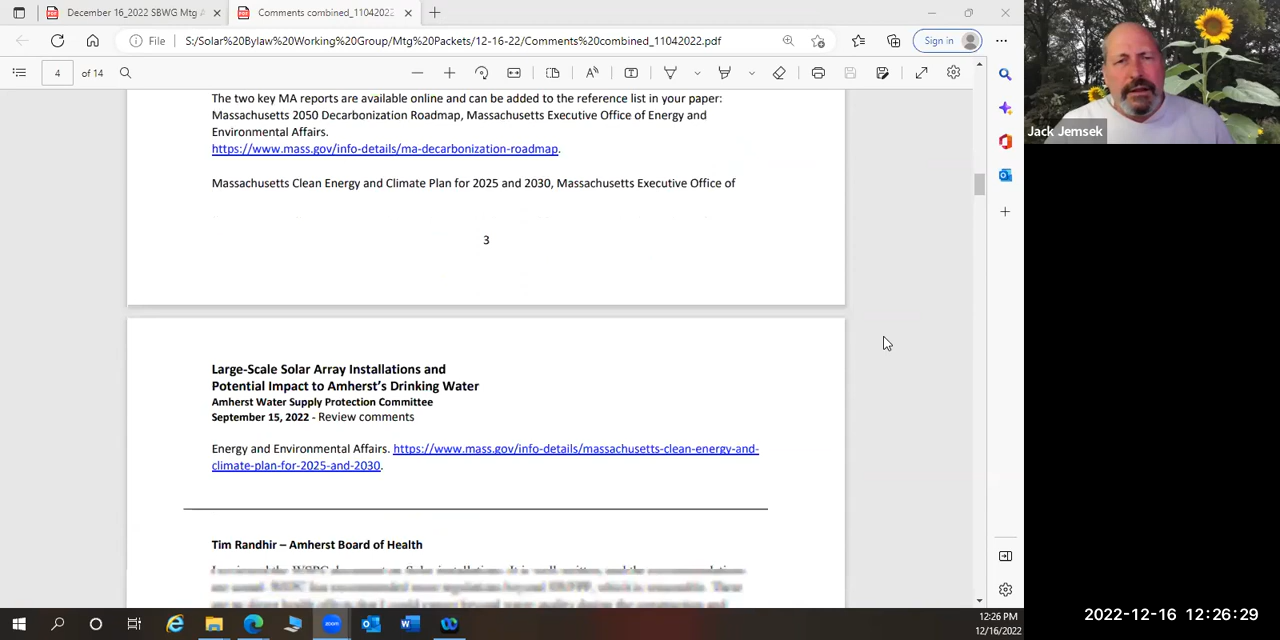 December 16_2022 SBWG Mtg A
Comments combined_11042022
File
S:/Solar%20Bylaw%20Working%20Group/Mtg%20Packets/12-16-22/Comments%20combined_11042022.pdf
Sign in
4 of 14
The two key MA reports are available online and can be added to the reference list in your paper:
Massachusetts 2050 Decarbonization Roadmap, Massachusetts Executive Office of Energy and
Environmental Affairs.
https://www.mass.gov/info-details/ma-decarbonization-roadmap.
Massachusetts Clean Energy and Climate Plan for 2025 and 2030, Massachusetts Executive Office of
3
Large-Scale Solar Array Installations and
Potential Impact to Amherst's Drinking Water
Amherst Water Supply Protection Committee
September 15, 2022 - Review comments
Energy and Environmental Affairs. https://www.mass.gov/info-details/massachusetts-clean-energy-and-
climate-plan-for-2025-and-2030.
Tim Randhir – Amherst Board of Health
Jack Jemsek
zoom
12:26 PM
12/16/2022
2022-12-16 12:26:29